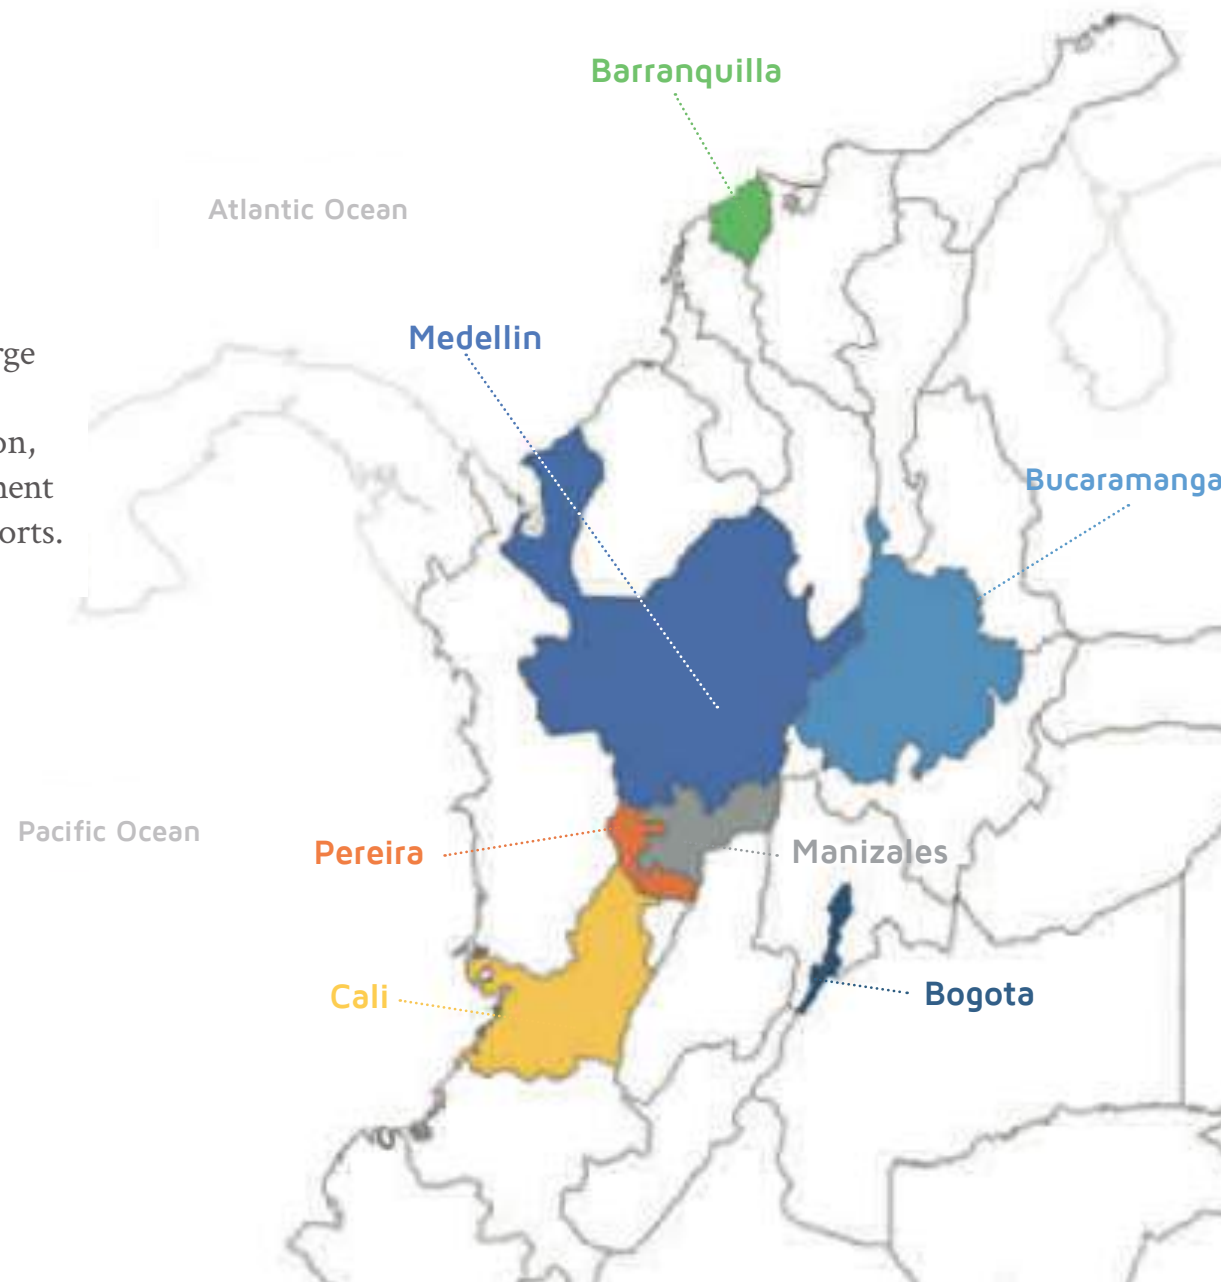 Barranquilla
Atlantic Ocean
Medellin
rge
on,
Bucaramanga
nent
orts.
Pacific Ocean
Pereira
Manizales
Cali
Bogota